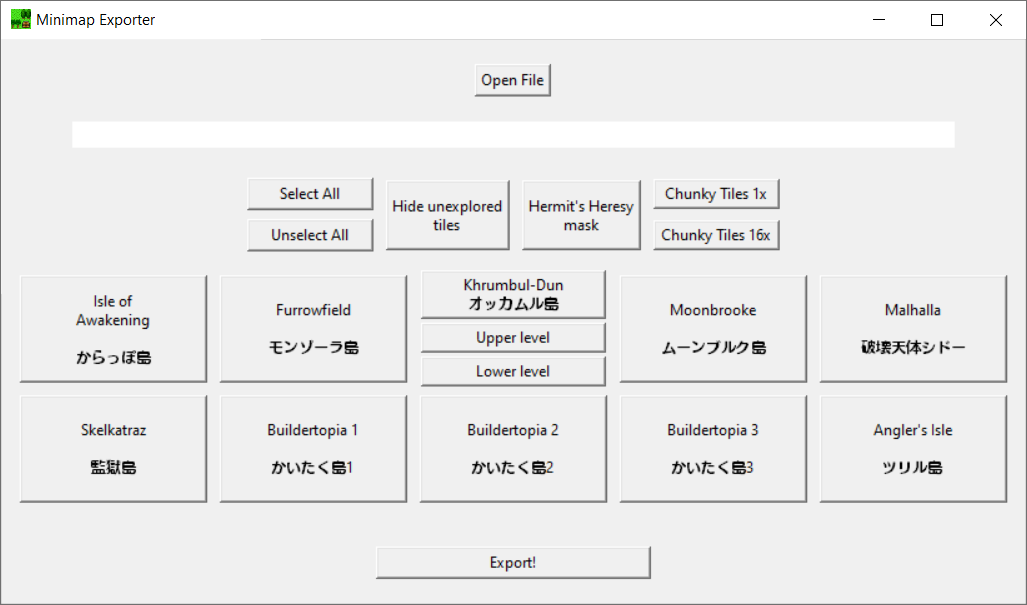 Minimap Exporter
Open File
Select All
Unselect All
Hide unexplored
tiles
Hermit's Heresy
mask
Chunky Tiles 1x
Chunky Tiles 16x
Isle of
Awakening
からっぽ島
Furrowfield
モンゾーラ島
Khrumbul-Dun
オッカムル島
Upper level
Lower level
Moonbrooke
ムーンブルク島
Malhalla
破壊天体シドー
Skelkatraz
監獄島
Buildertopia 1
かいたく島1
Buildertopia 2
かいたく島2
Buildertopia 3
かいたく島3
Angler's Isle
ツリル島
Export!